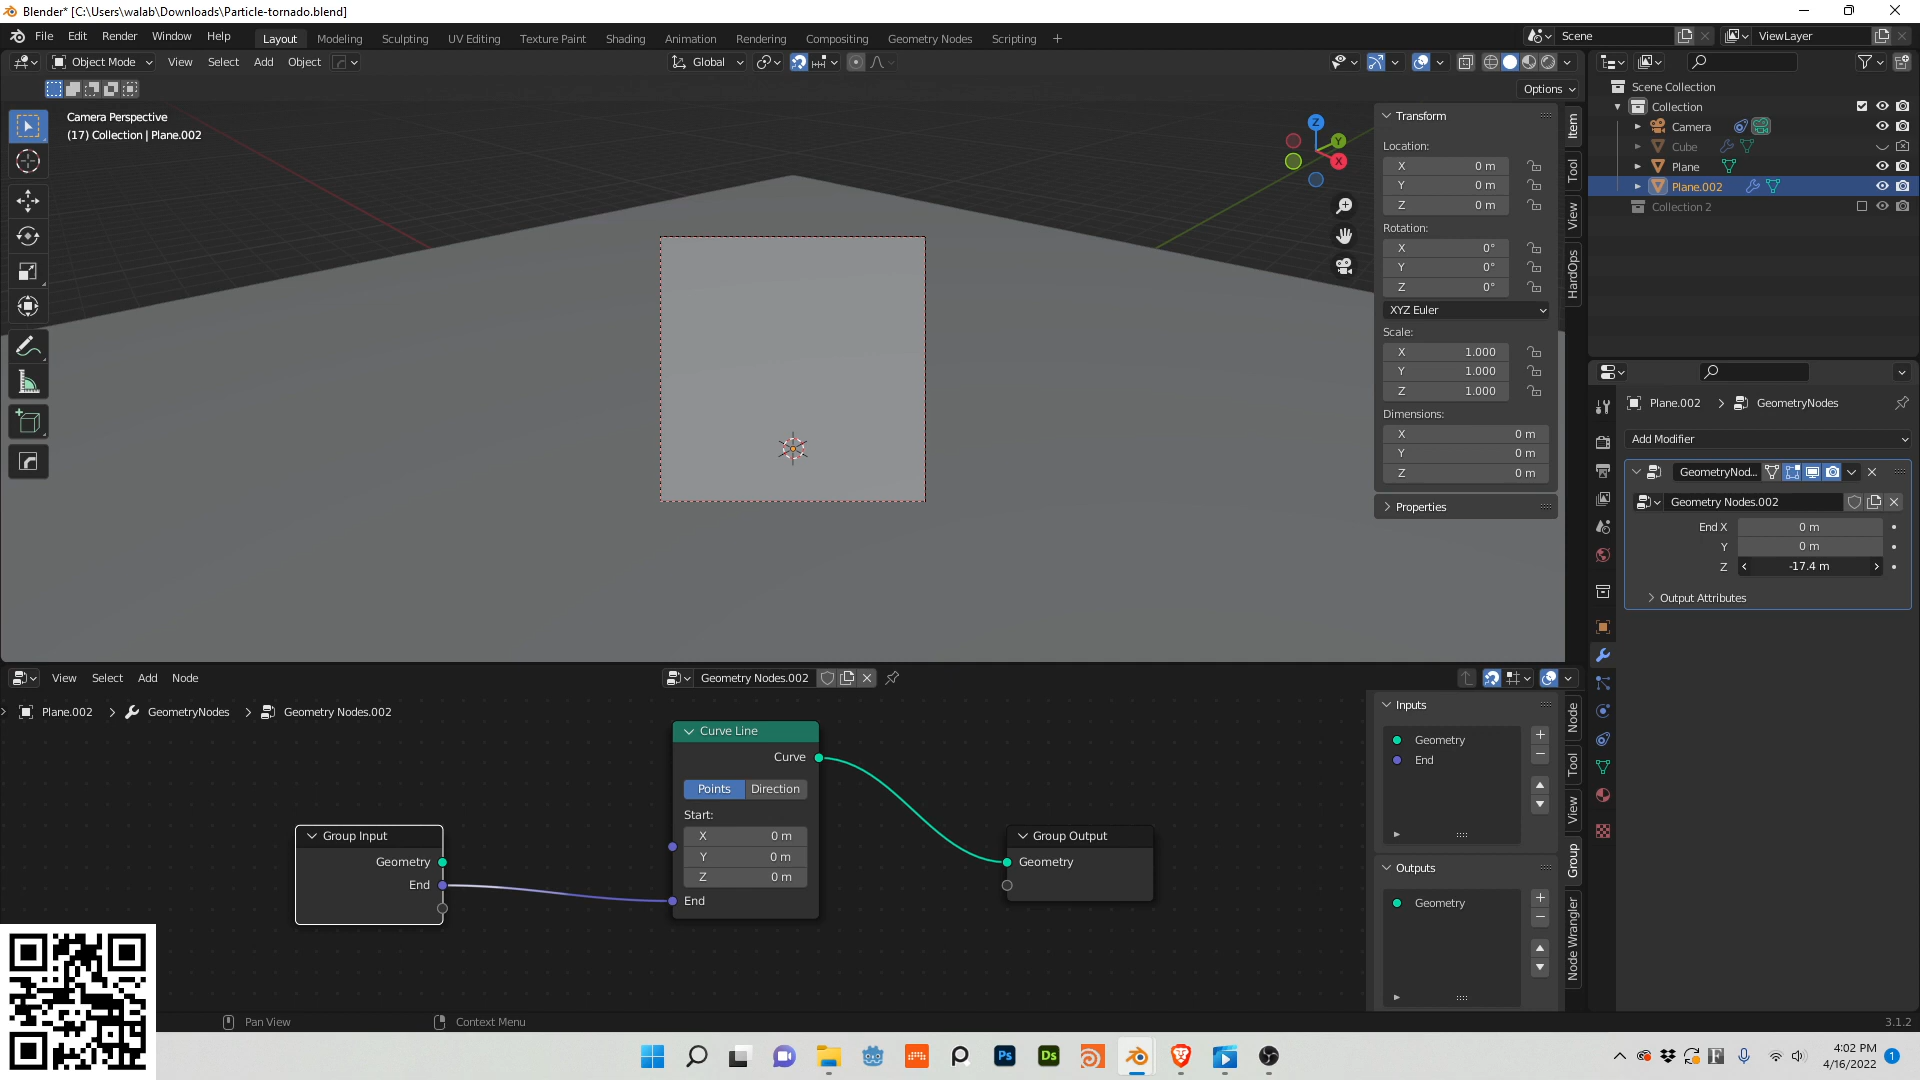 Blender* [C:\Users\walab\Downloads\Particle-tornado.blend]
File Edit Render Window Help Layout Modeling Sculpting UV Editing Texture Paint Shading Animation Rendering Compositing Geometry Nodes Scripting Scene ViewLayer
Object Mode View Select Add Object Global
Options
Camera Perspective
(17) Collection | Plane.002
Z
Y
X
Transform
Location:
X 0 m
Y 0 m
Z 0 m
Rotation:
X 0°
Y 0°
Z 0°
XYZ Euler
Scale:
X 1.000
Y 1.000
Z 1.000
Dimensions:
X 0 m
Y 0 m
Z 0 m
Properties
Item
Tool
View
HardOps
Scene Collection
Collection
Camera
Cube
Plane
Plane.002
Collection 2
Plane.002 GeometryNodes
Add Modifier
GeometryNod...
Geometry Nodes.002
End X 0 m
Y 0 m
Z -17.4 m
Output Attributes
View Select Add Node Geometry Nodes.002
Plane.002 GeometryNodes Geometry Nodes.002
Group Input
Geometry
End
Curve Line
Curve
Points Direction
Start:
X 0 m
Y 0 m
Z 0 m
End
Group Output
Geometry
Inputs
Geometry
End
Outputs
Geometry
Node
Tool
View
Group
Node Wrangler
Pan View Context Menu 3.1.2
Ps
Ds
4:02 PM
4/16/2022
1